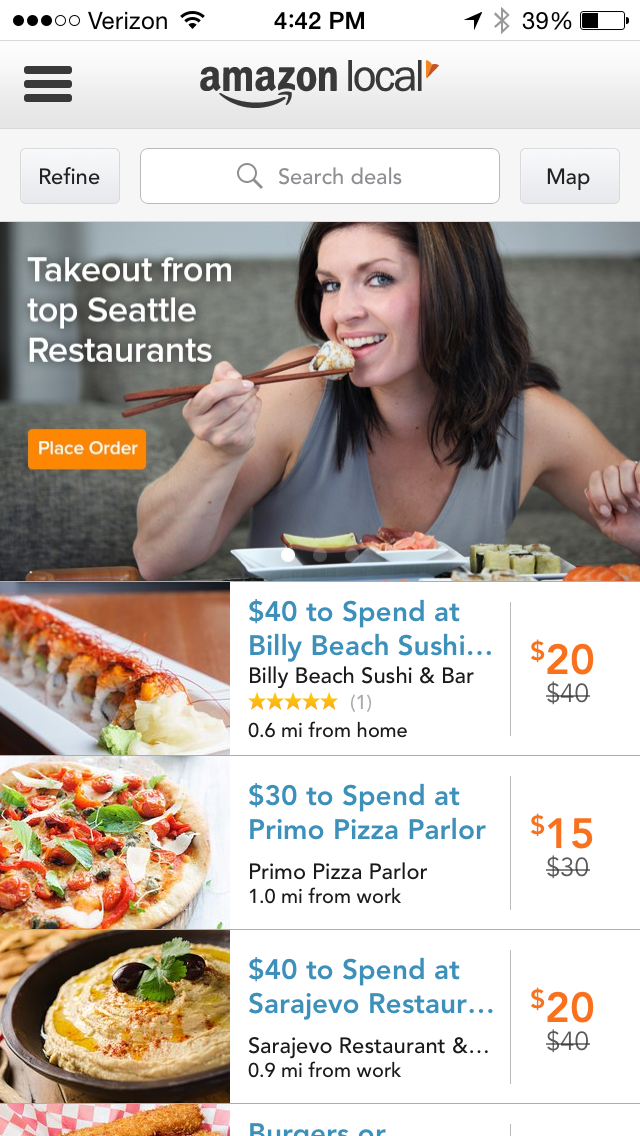 Verizon 4:42 PM 39%
amazon local
Refine Search deals Map
Takeout from
top Seattle
Restaurants
Place Order
$40 to Spend at
Billy Beach Sushi...
Billy Beach Sushi & Bar
(1)
0.6 mi from home
$20
$40
$30 to Spend at
Primo Pizza Parlor
Primo Pizza Parlor
1.0 mi from work
$15
$30
$40 to Spend at
Sarajevo Restaur...
Sarajevo Restaurant &...
0.9 mi from work
$20
$40
Burgers or